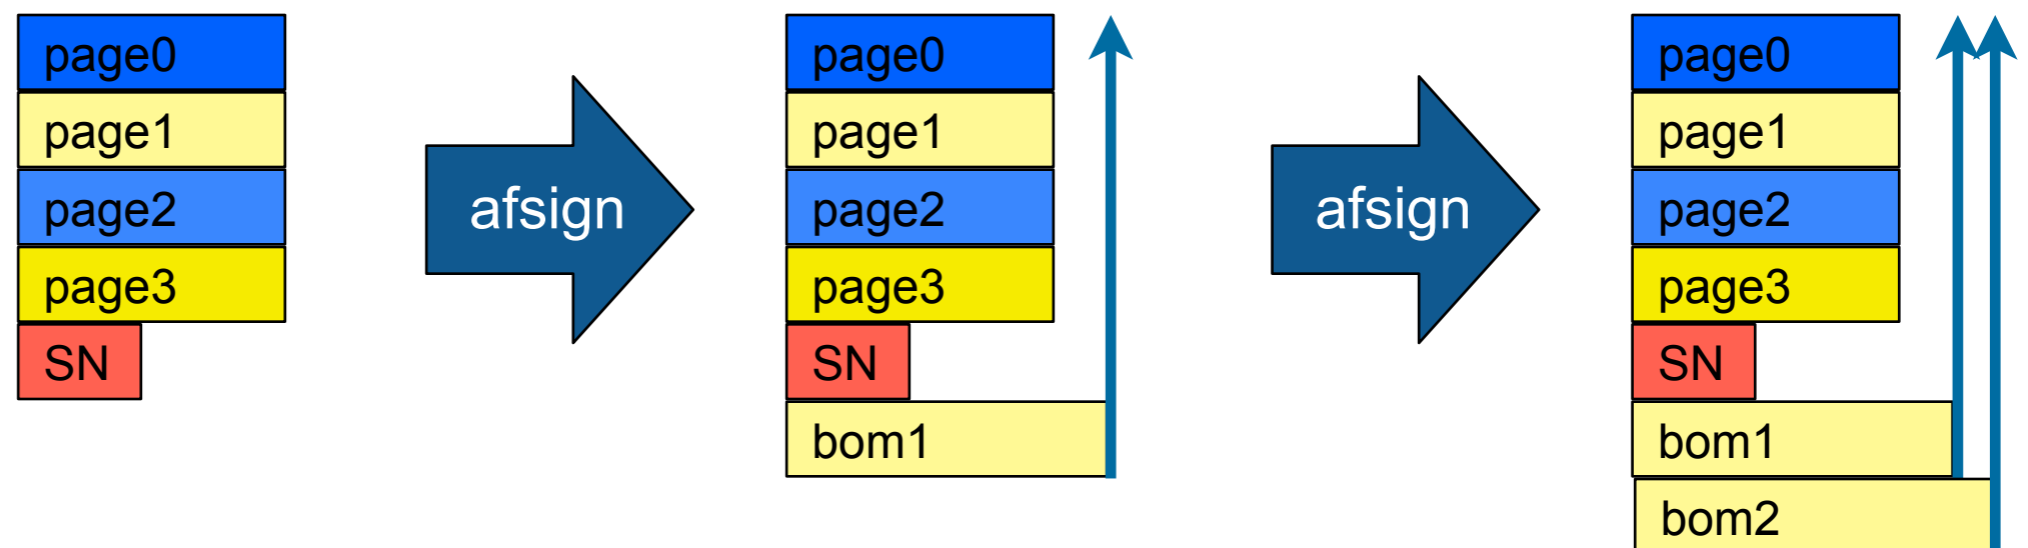 page0
page1
page2
page3
SN
afsign
page0
page1
page2
page3
SN
bom1
afsign
page0
page1
page2
page3
SN
bom1
bom2